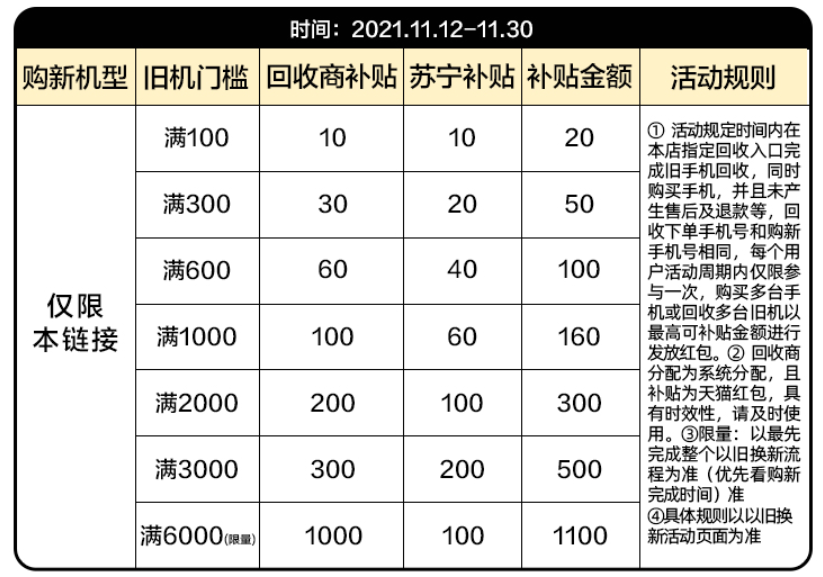 时间：2021.11.12-11.30
购新机型 旧机门槛 回收商补贴 苏宁补贴 补贴金额 活动规则
仅限
本链接
满100 10 10 20
满300 30 20 50
满600 60 40 100
满1000 100 60 160
满2000 200 100 300
满3000 300 200 500
满6000(限量) 1000 100 1100
① 活动规定时间内在
本店指定回收入口完
成旧手机回收，同时
购买手机，并且未产
生售后及退款等，回
收下单手机号和购新
手机号相同，每个用
户活动周期内仅限参
与一次，购买多台手
机或回收多台旧机以
最高可补贴金额进行
发放红包。② 回收商
分配为系统分配，且
补贴为天猫红包，具
有时效性，请及时使
用。③限量：以最先
完成整个以旧换新流
程为准（优先看购新
完成时间）准
④具体规则以以旧换
新活动页面为准